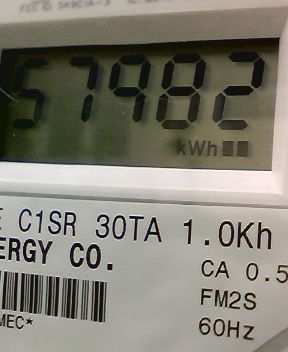 57982
kWh
E C1SR 30TA 1.0Kh
ERGY CO.
CA 0.5
FM2S
MEC*
60Hz